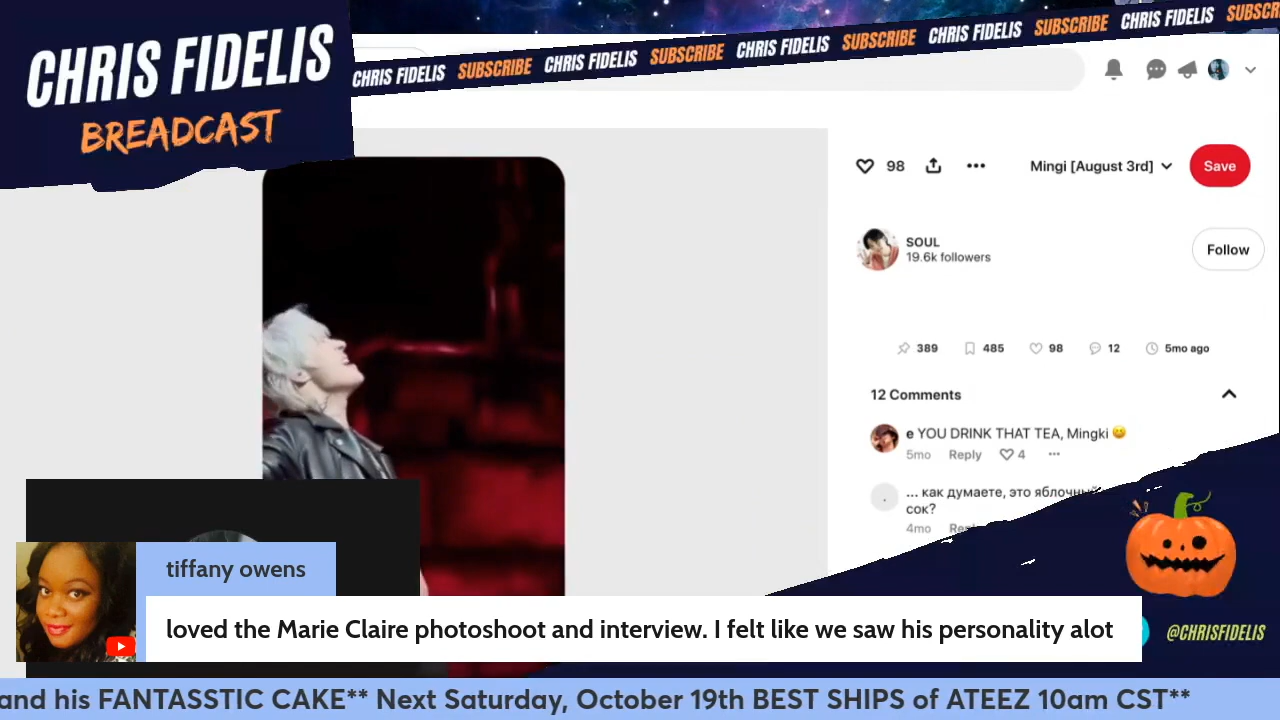 CHRIS FIDELIS
BREADCAST
CHRIS FIDELIS SUBSCRIBE CHRIS FIDELIS SUBSCRIBE CHRIS FIDELIS SUBSCRIBE CHRIS FIDELIS SUBSCRIBE CHRIS FIDELIS SUBSCR
98
Mingi [August 3rd]
Save
SOUL
19.6k followers
Follow
389 485 98 12 5mo ago
12 Comments
e YOU DRINK THAT TEA, Mingki 😋
5mo Reply 4
... как думаете, это яблочный
сок?
4mo
tiffany owens
loved the Marie Claire photoshoot and interview. I felt like we saw his personality alot
@CHRISFIDELIS
and his FANTASSTIC CAKE** Next Saturday, October 19th BEST SHIPS of ATEEZ 10am CST**